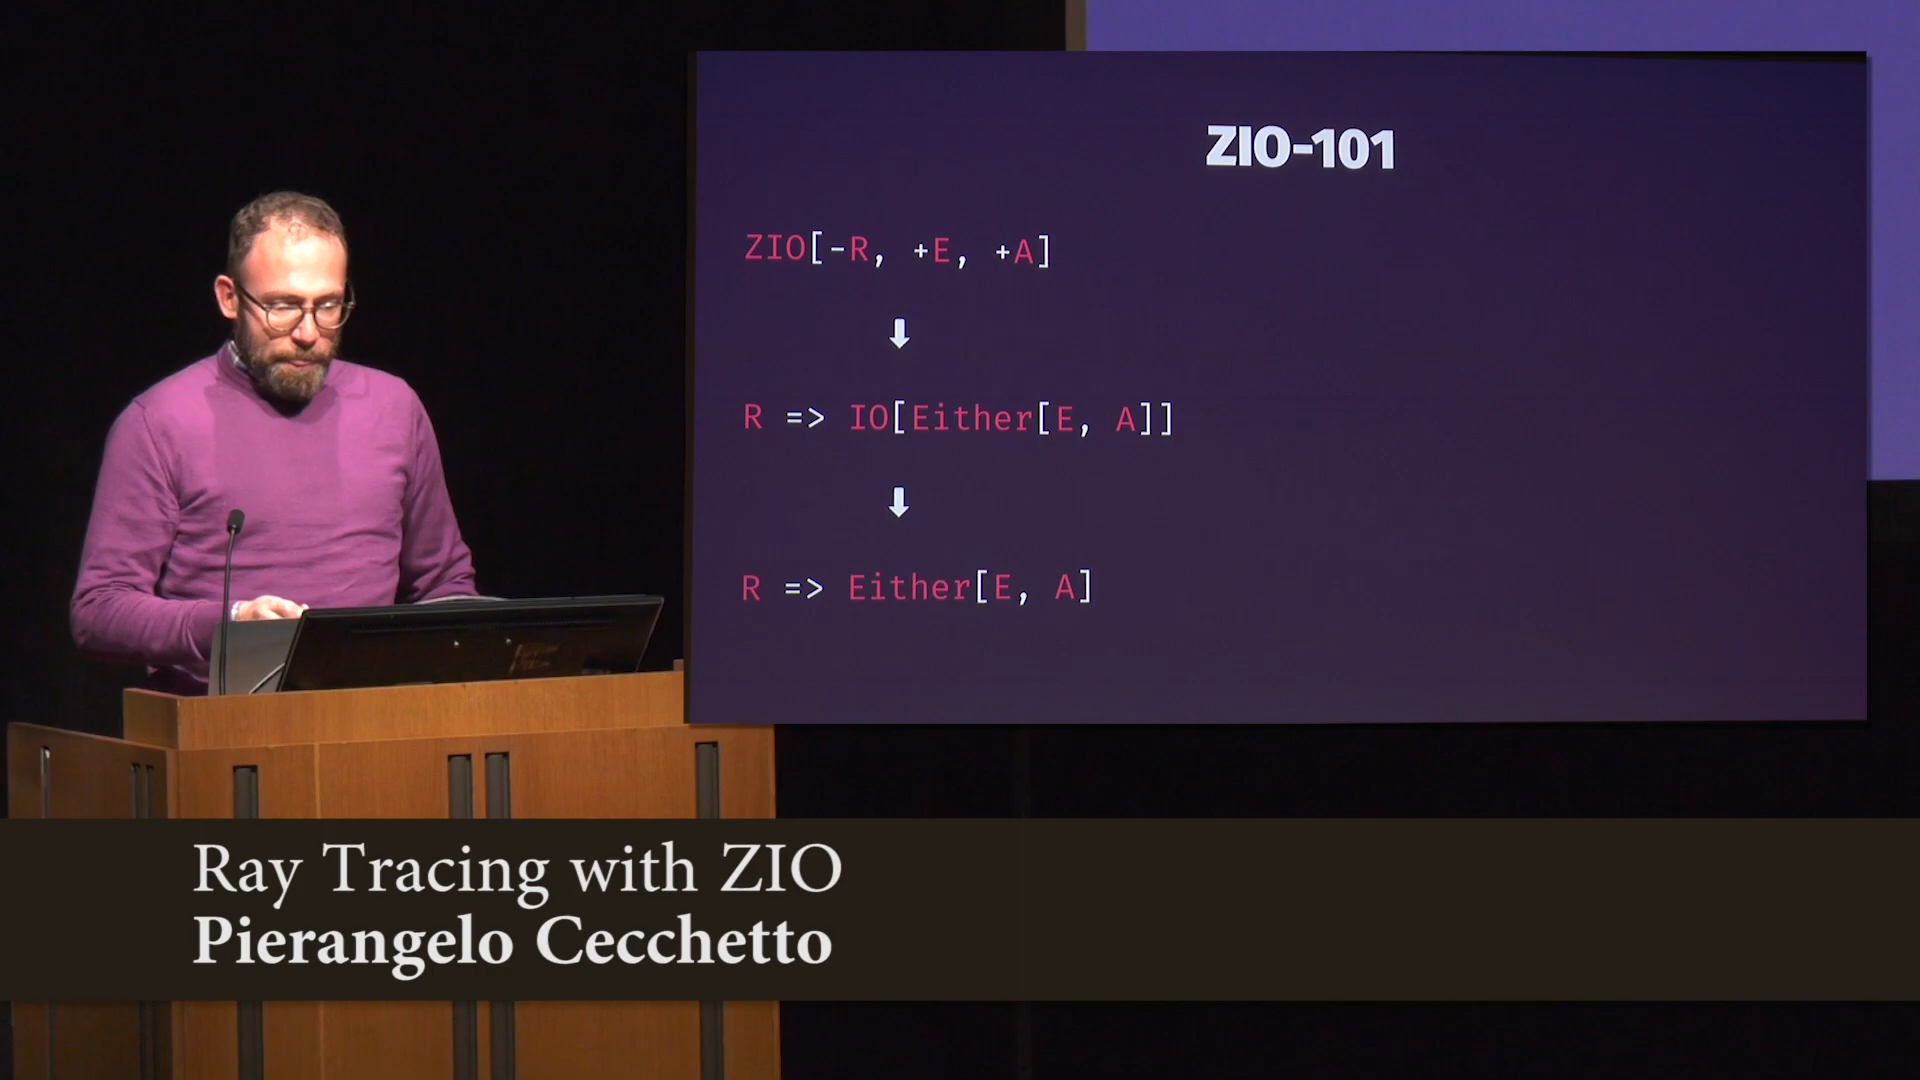 ZIO-101
ZIO[-R, +E, +A]
R => IO[Either[E, A]]
R => Either[E, A]
Ray Tracing with ZIO
Pierangelo Cecchetto